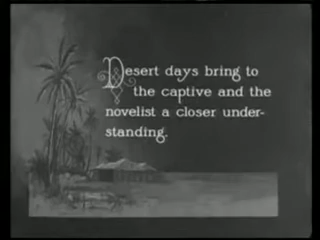 Desert days bring to
the captive and the
novelist a closer under-
standing.